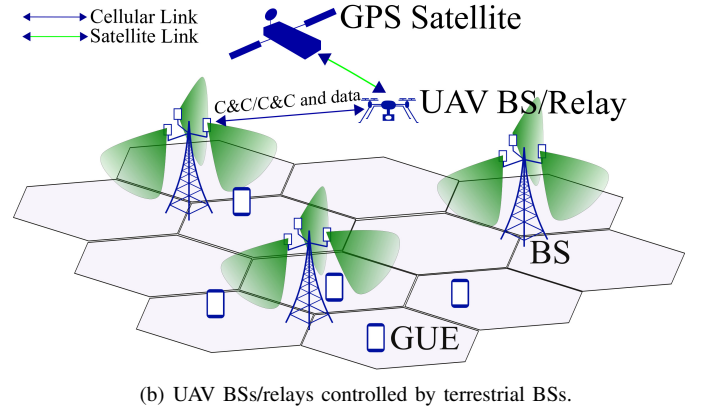 Cellular Link
Satellite Link
GPS Satellite
C&C/C&C and data
UAV BS/Relay
BS
GUE
(b) UAV BSs/relays controlled by terrestrial BSs.